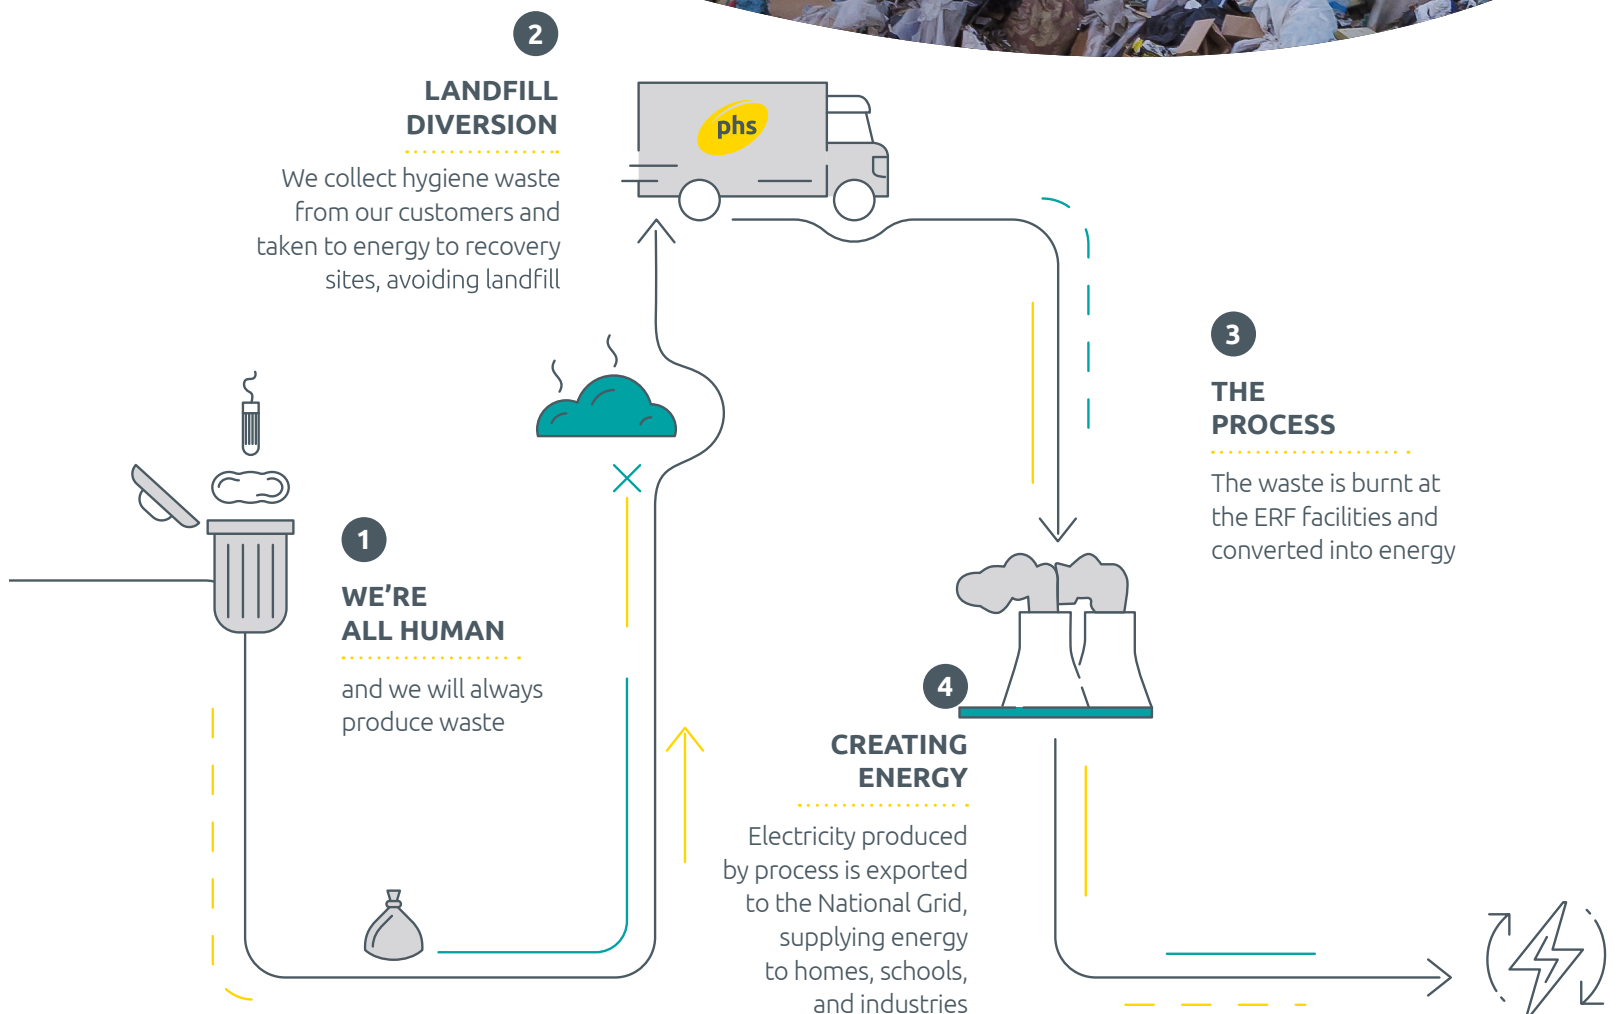 2
LANDFILL
DIVERSION
We collect hygiene waste
from our customers and
taken to energy to recovery
sites, avoiding landfill
phs
3
THE
PROCESS
The waste is burnt at
the ERF facilities and
converted into energy
1
WE’RE
ALL HUMAN
and we will always
produce waste
4
CREATING
ENERGY
Electricity produced
by process is exported
to the National Grid,
supplying energy
to homes, schools,
and industries